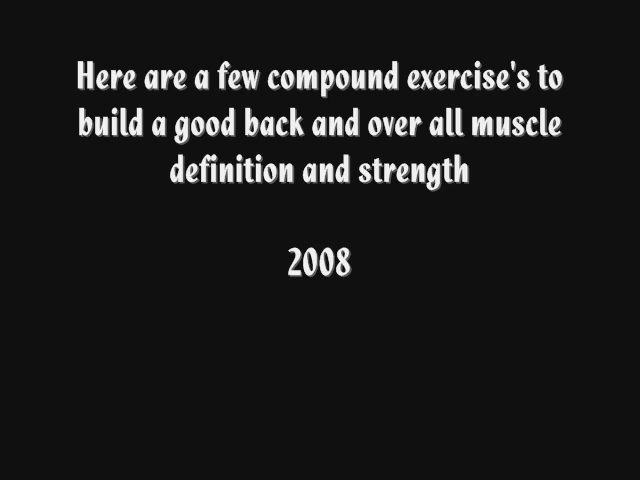 Here are a few compound exercise's to
build a good back and over all muscle
definition and strength
2008